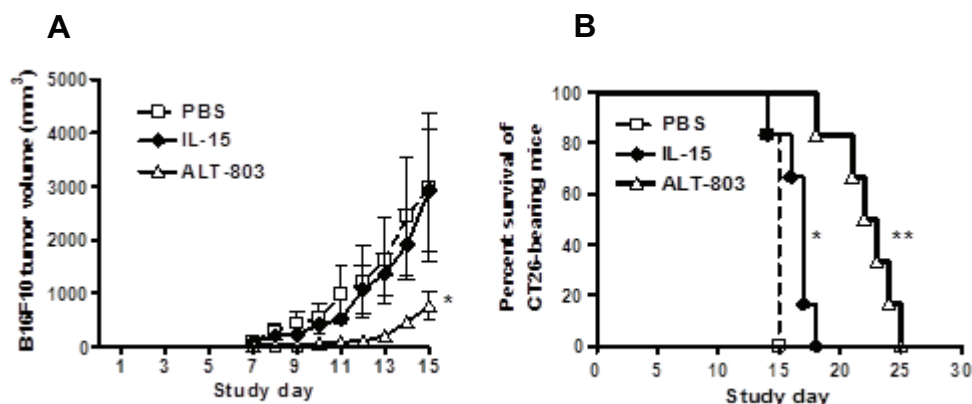 A
B16F10 tumor volume (mm³)
5000
4000
3000
2000
1000
0
PBS
IL-15
ALT-803
*
1 3 5 7 9 11 13 15
Study day
B
Percent survival of
CT26-bearing mice
100
80
60
40
20
0
PBS
IL-15
ALT-803
*
**
0 5 10 15 20 25 30
Study day